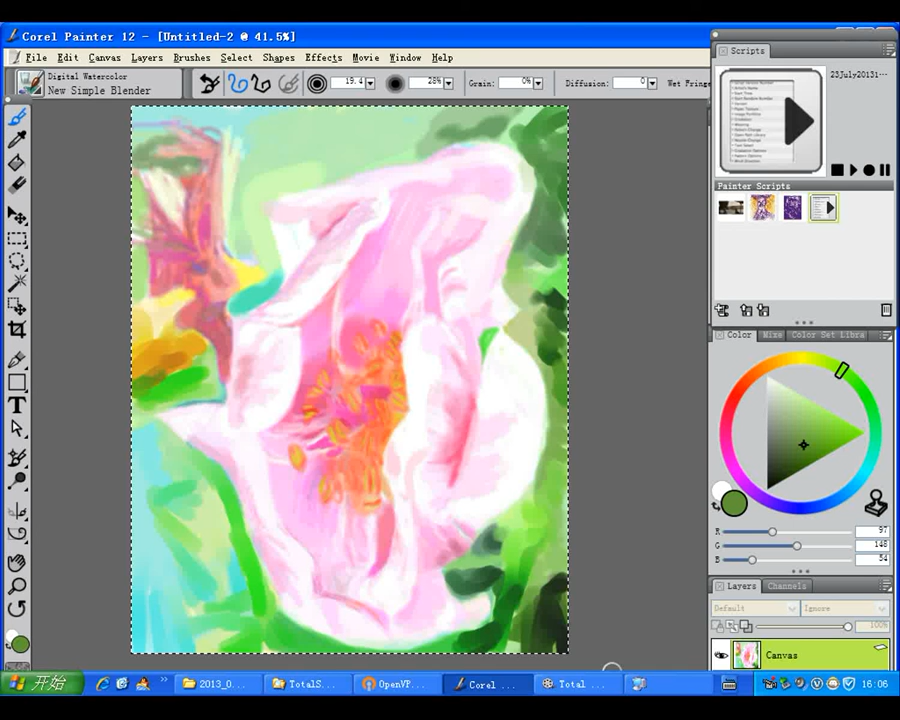 Corel Painter 12 - [Untitled-2 @ 41.5%]
File Edit Canvas Layers Brushes Select Shapes Effects Movie Window Help
Digital Watercolor
New Simple Blender
19.4
28%
Grain: 0%
Diffusion: 0
Wet Fringe
Scripts
23July20131
Painter Scripts
Color Mixe Color Set Libra
R 97
G 148
B 54
Layers Channels
Default Ignore
100%
Canvas
T
开始
2013_0...
TotalS...
OpenVP...
Corel ...
Total ...
16:06